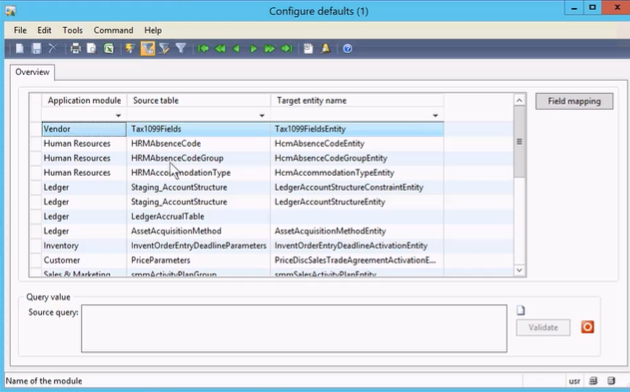 Configure defaults (1)
File Edit Tools Command Help
Overview
Application module Source table Target entity name
Field mapping
Vendor Tax1099Fields Tax1099FieldsEntity
Human Resources HRMAbsenceCode HcmAbsenceCodeEntity
Human Resources HRMAbsenceCodeGroup HcmAbsenceCodeGroupEntity
Human Resources HRMAccommodationType HcmAccommodationTypeEntity
Ledger Staging_AccountStructure LedgerAccountStructureConstraintEntity
Ledger Staging_AccountStructure LedgerAccountStructureEntity
Ledger LedgerAccrualTable
Ledger AssetAcquisitionMethod AssetAcquisitionMethodEntity
Inventory InventOrderEntryDeadlineParameters InventOrderEntryDeadlineActivationEntity
Customer PriceParameters PriceDiscSalesTradeAgreementActivationE...
Sales & Marketing smmActivityPlanGroup smmSalesActivityPlanEntity
Query value
Source query:
Validate
Name of the module usr